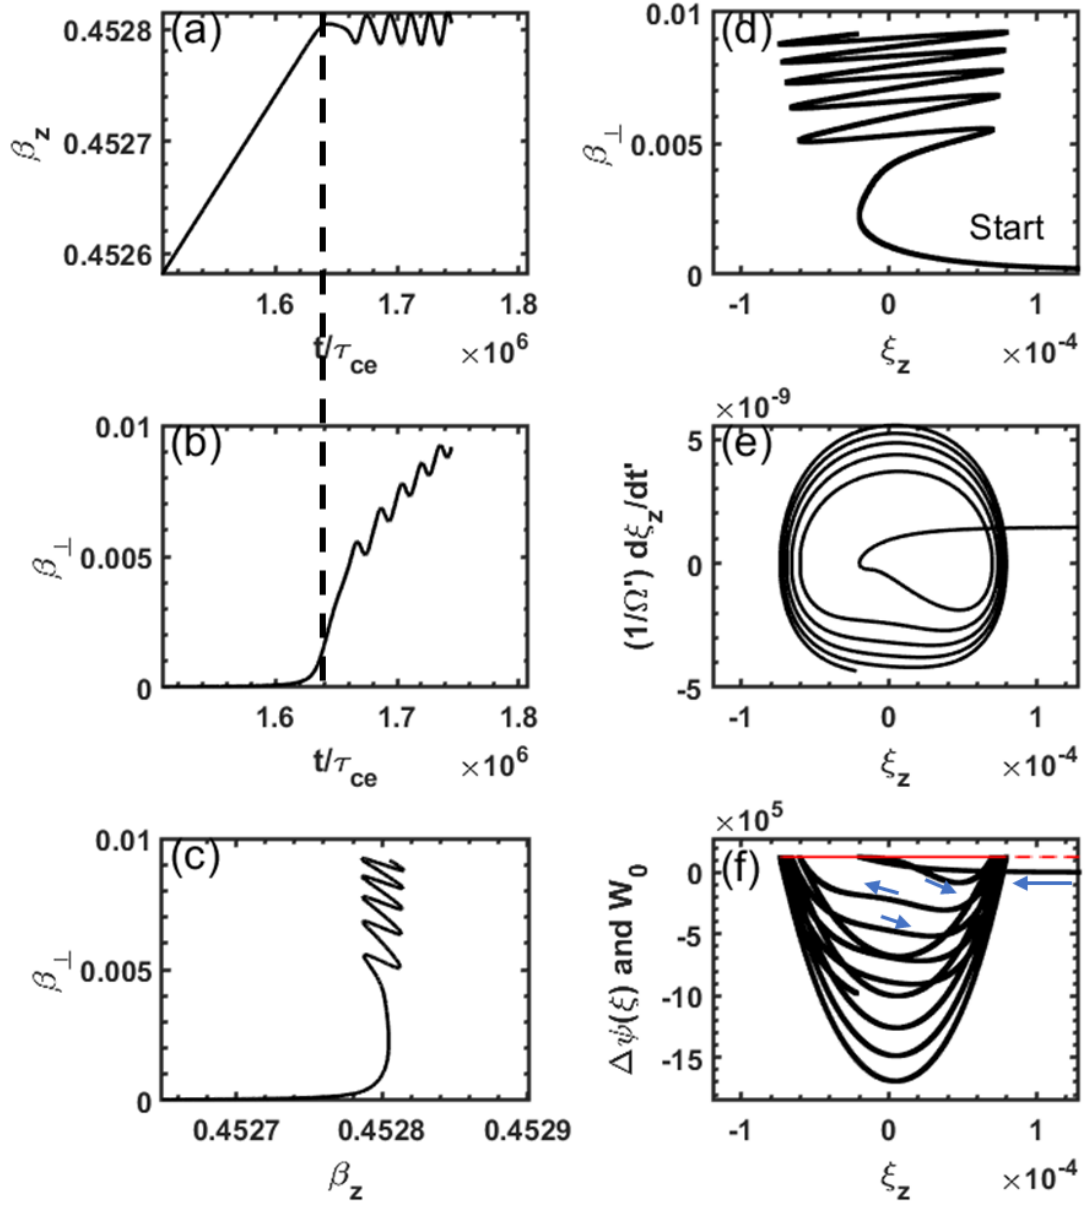 (a)
0.4528
0.4527
0.4526
β_z
1.6 1.7 1.8
t/τ_ce ×10^6
(d)
0.01
0.005
0
β_⊥
Start
-1 0 1
ξ_z ×10^-4
(b)
0.01
0.005
0
β_⊥
1.6 1.7 1.8
t/τ_ce ×10^6
×10^-9
(e)
5
0
-5
(1/Ω') dξ_z/dt'
-1 0 1
ξ_z ×10^-4
(c)
0.01
0.005
0
β_⊥
0.4527 0.4528 0.4529
β_z
×10^5
(f)
0
-5
-10
-15
Δψ(ξ) and W_0
-1 0 1
ξ_z ×10^-4